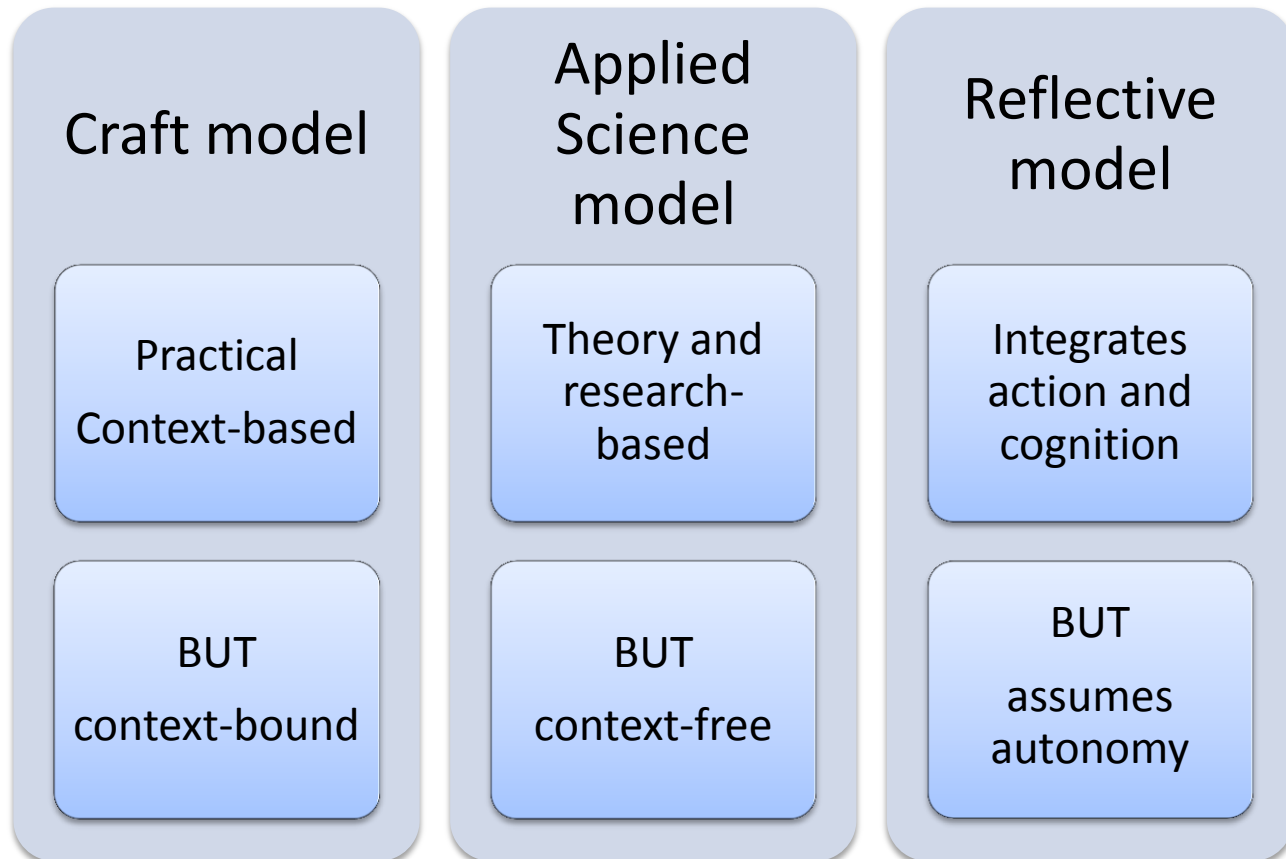 Craft model
Practical
Context-based
BUT
context-bound
Applied
Science
model
Theory and
research-
based
BUT
context-free
Reflective
model
Integrates
action and
cognition
BUT
assumes
autonomy